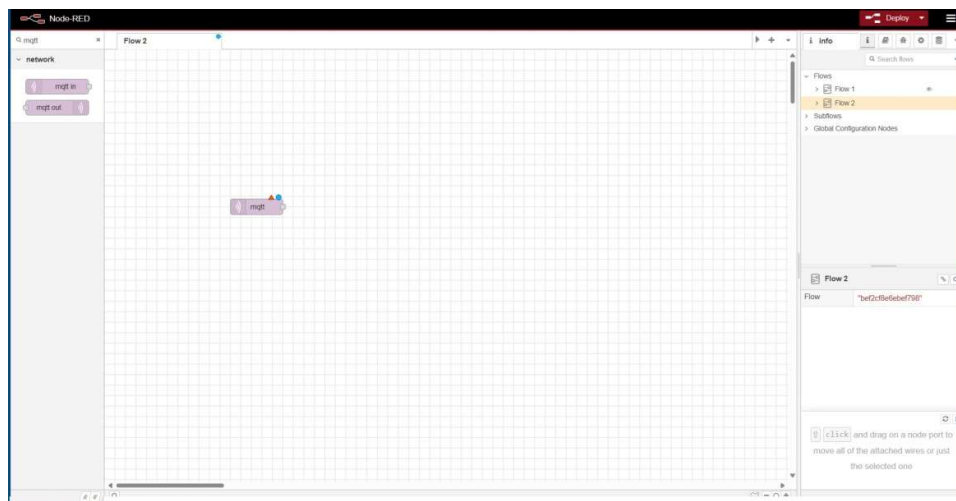 Node-RED
Deploy
mqtt
Flow 2
info
i
Search flows
network
mqtt in
mqtt out
mqtt
Flows
Flow 1
Flow 2
Subflows
Global Configuration Nodes
Flow 2
Flow "bef2cf8e6ebef798"
click and drag on a node port to
move all of the attached wires or just
the selected one